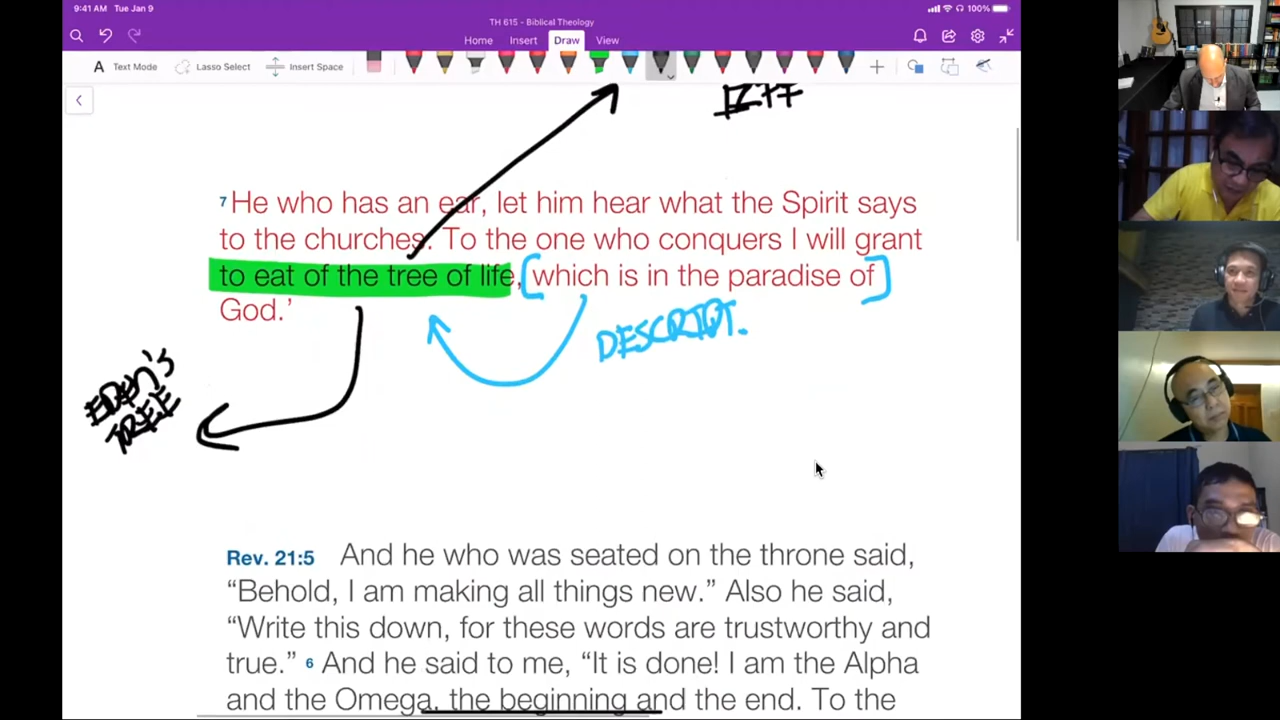 9:41 AM Tue Jan 9
100%
TH 615 - Biblical Theology
Home Insert Draw View
A Text Mode Lasso Select Insert Space
7 He who has an ear, let him hear what the Spirit says
to the churches. To the one who conquers I will grant
to eat of the tree of life, [which is in the paradise of]
God.’
DESCRIPT.
EDEN'S
TREE
Rev. 21:5 And he who was seated on the throne said,
“Behold, I am making all things new.” Also he said,
“Write this down, for these words are trustworthy and
true.” 6 And he said to me, “It is done! I am the Alpha
and the Omega, the beginning and the end. To the